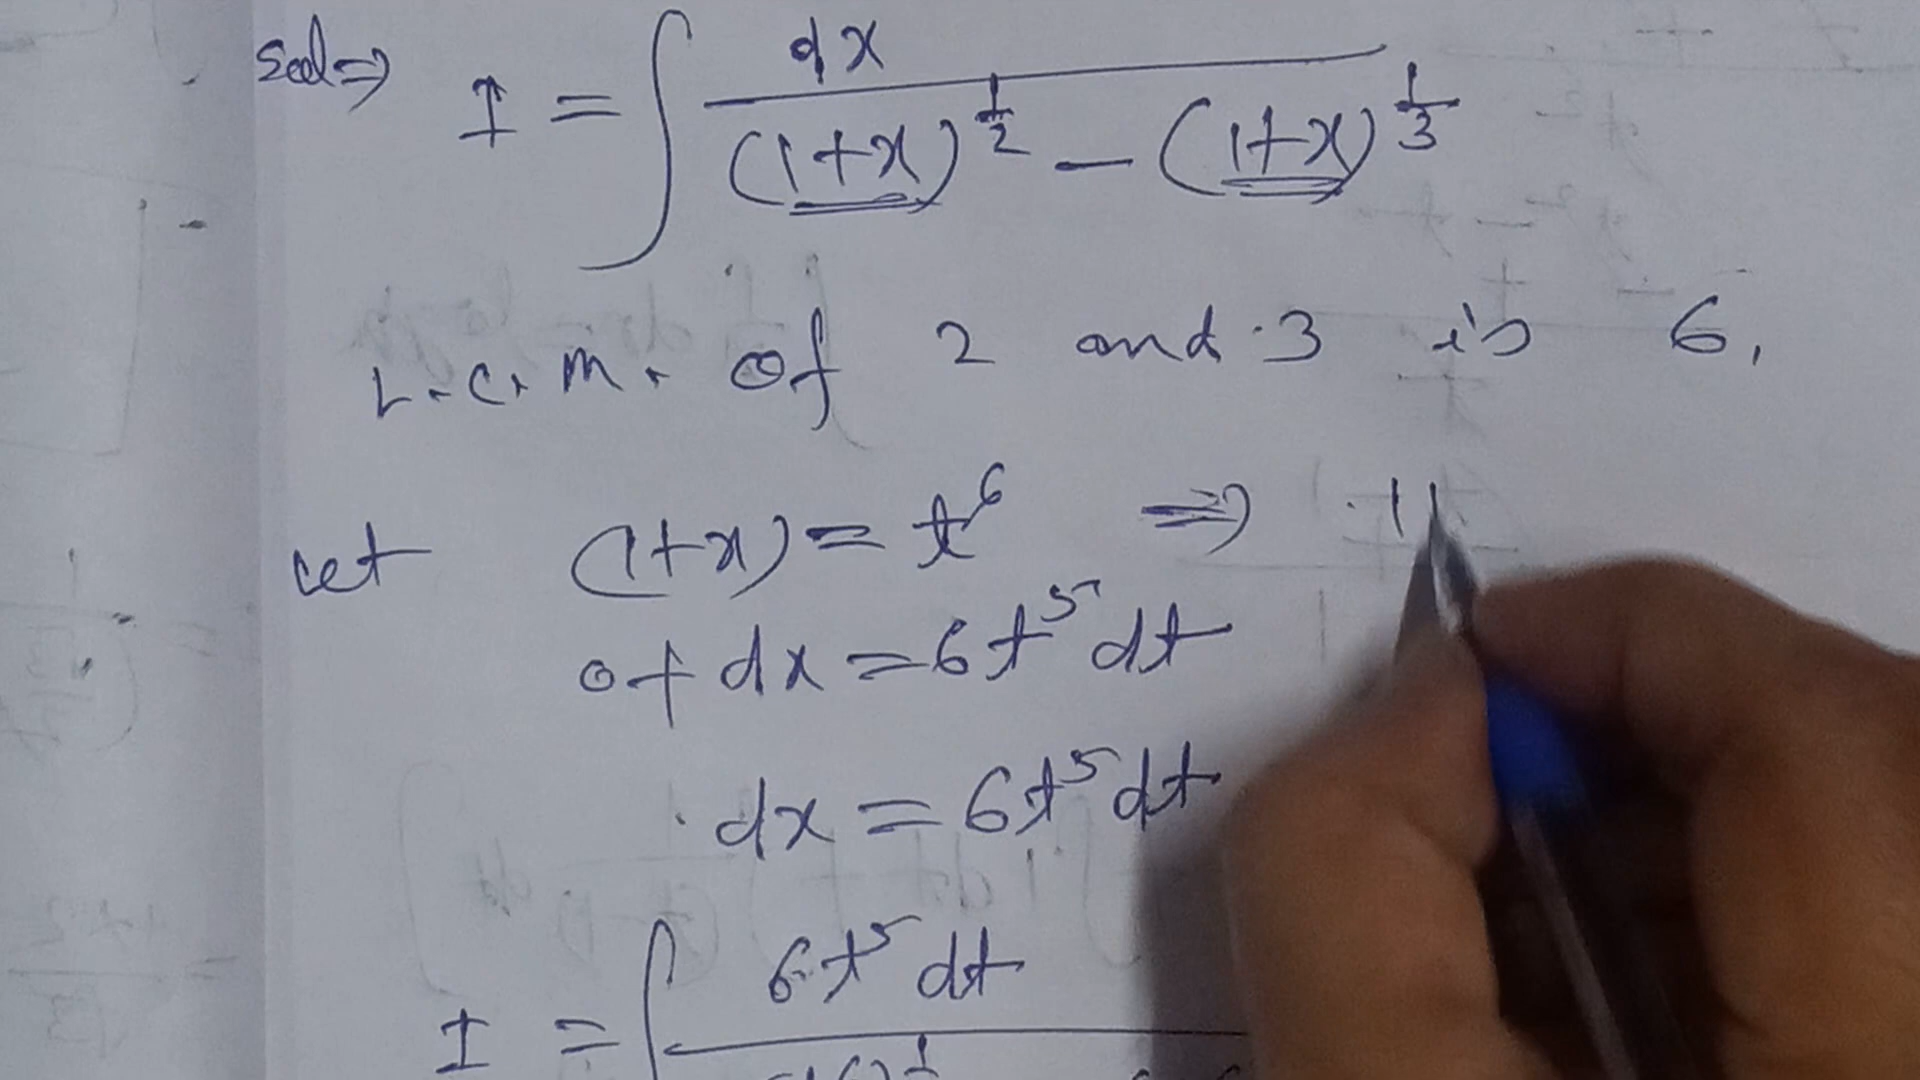 Sol⇒ I = ∫ dx / (1+x)^1/2 − (1+x)^1/3
L.C.M. of 2 and 3 is 6.
let (1+x) = t^6 ⇒ 11
0+dx = 6t^5 dt
dx = 6t^5 dt
I = ∫ 6t^5 dt